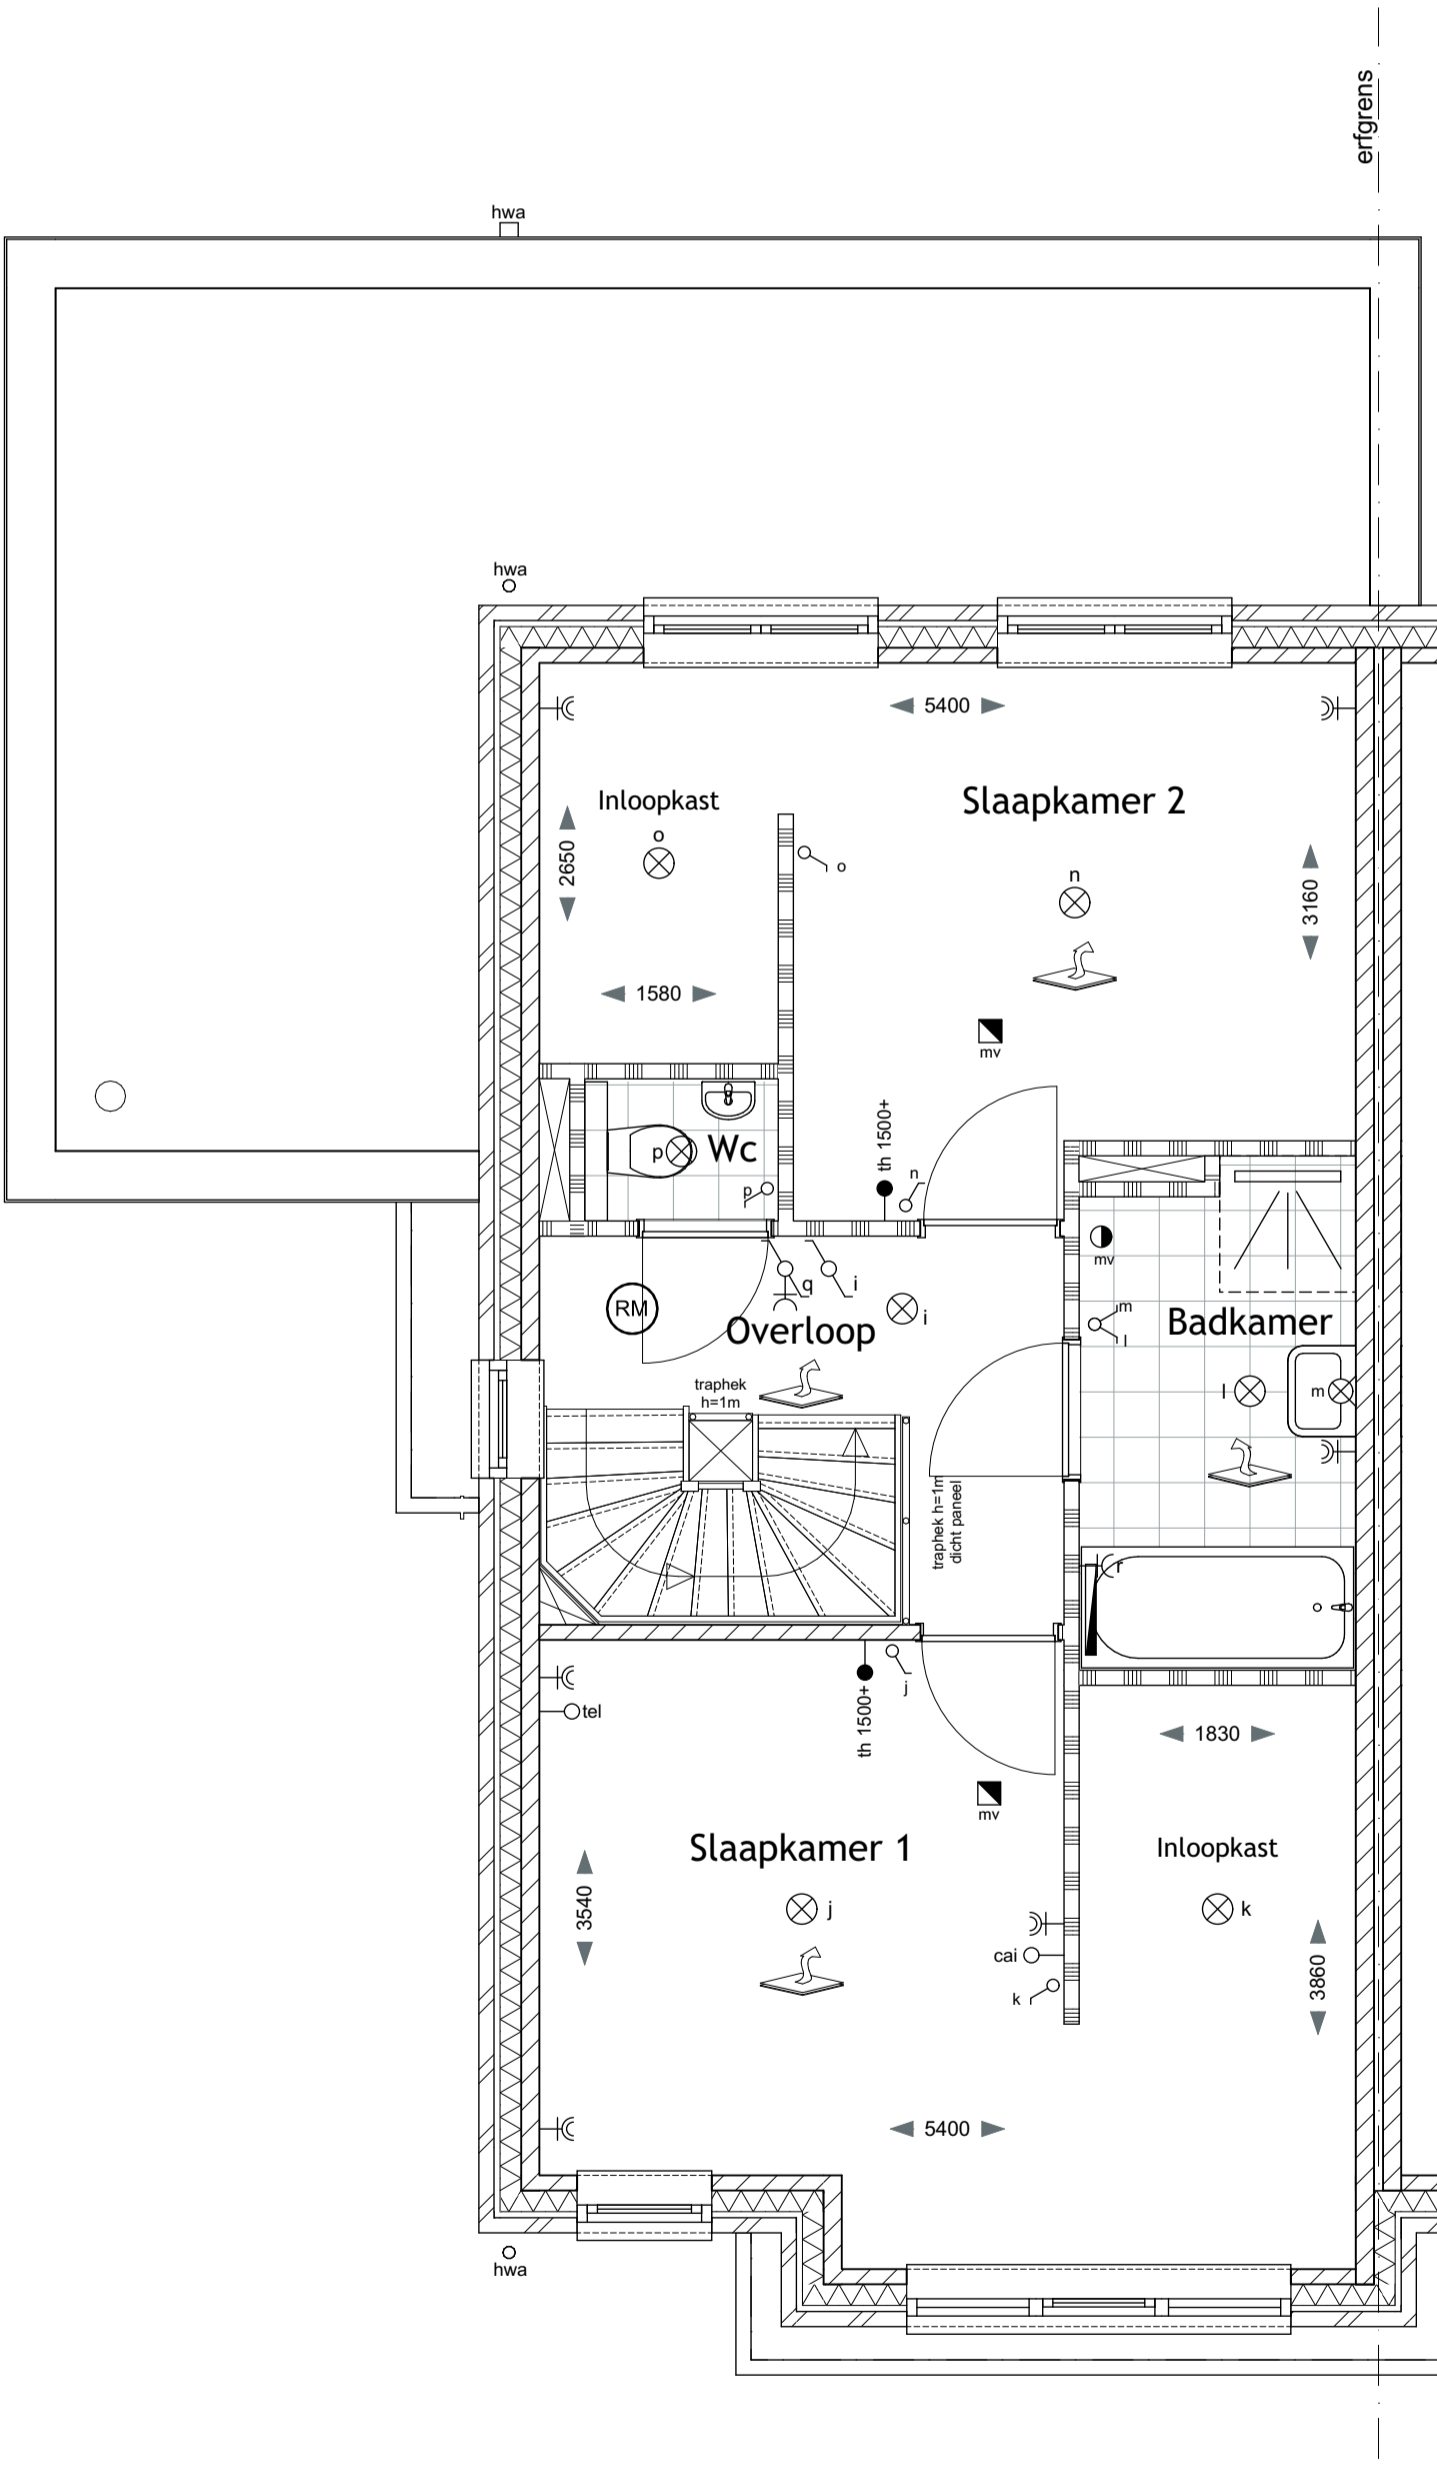 erfgrens
hwa
hwa
5400
Inloopkast
Slaapkamer 2
o
o
2650
n
3160
1580
mv
th 1500+
n
p
Wc
p
mv
q
i
RM
i
Overloop
m
l
Badkamer
traphek
h=1m
l
m
traphek h=1m
dicht paneel
r
j
tel
th 1500+
1830
mv
Slaapkamer 1
Inloopkast
j
k
3540
cai
3860
k
5400
hwa